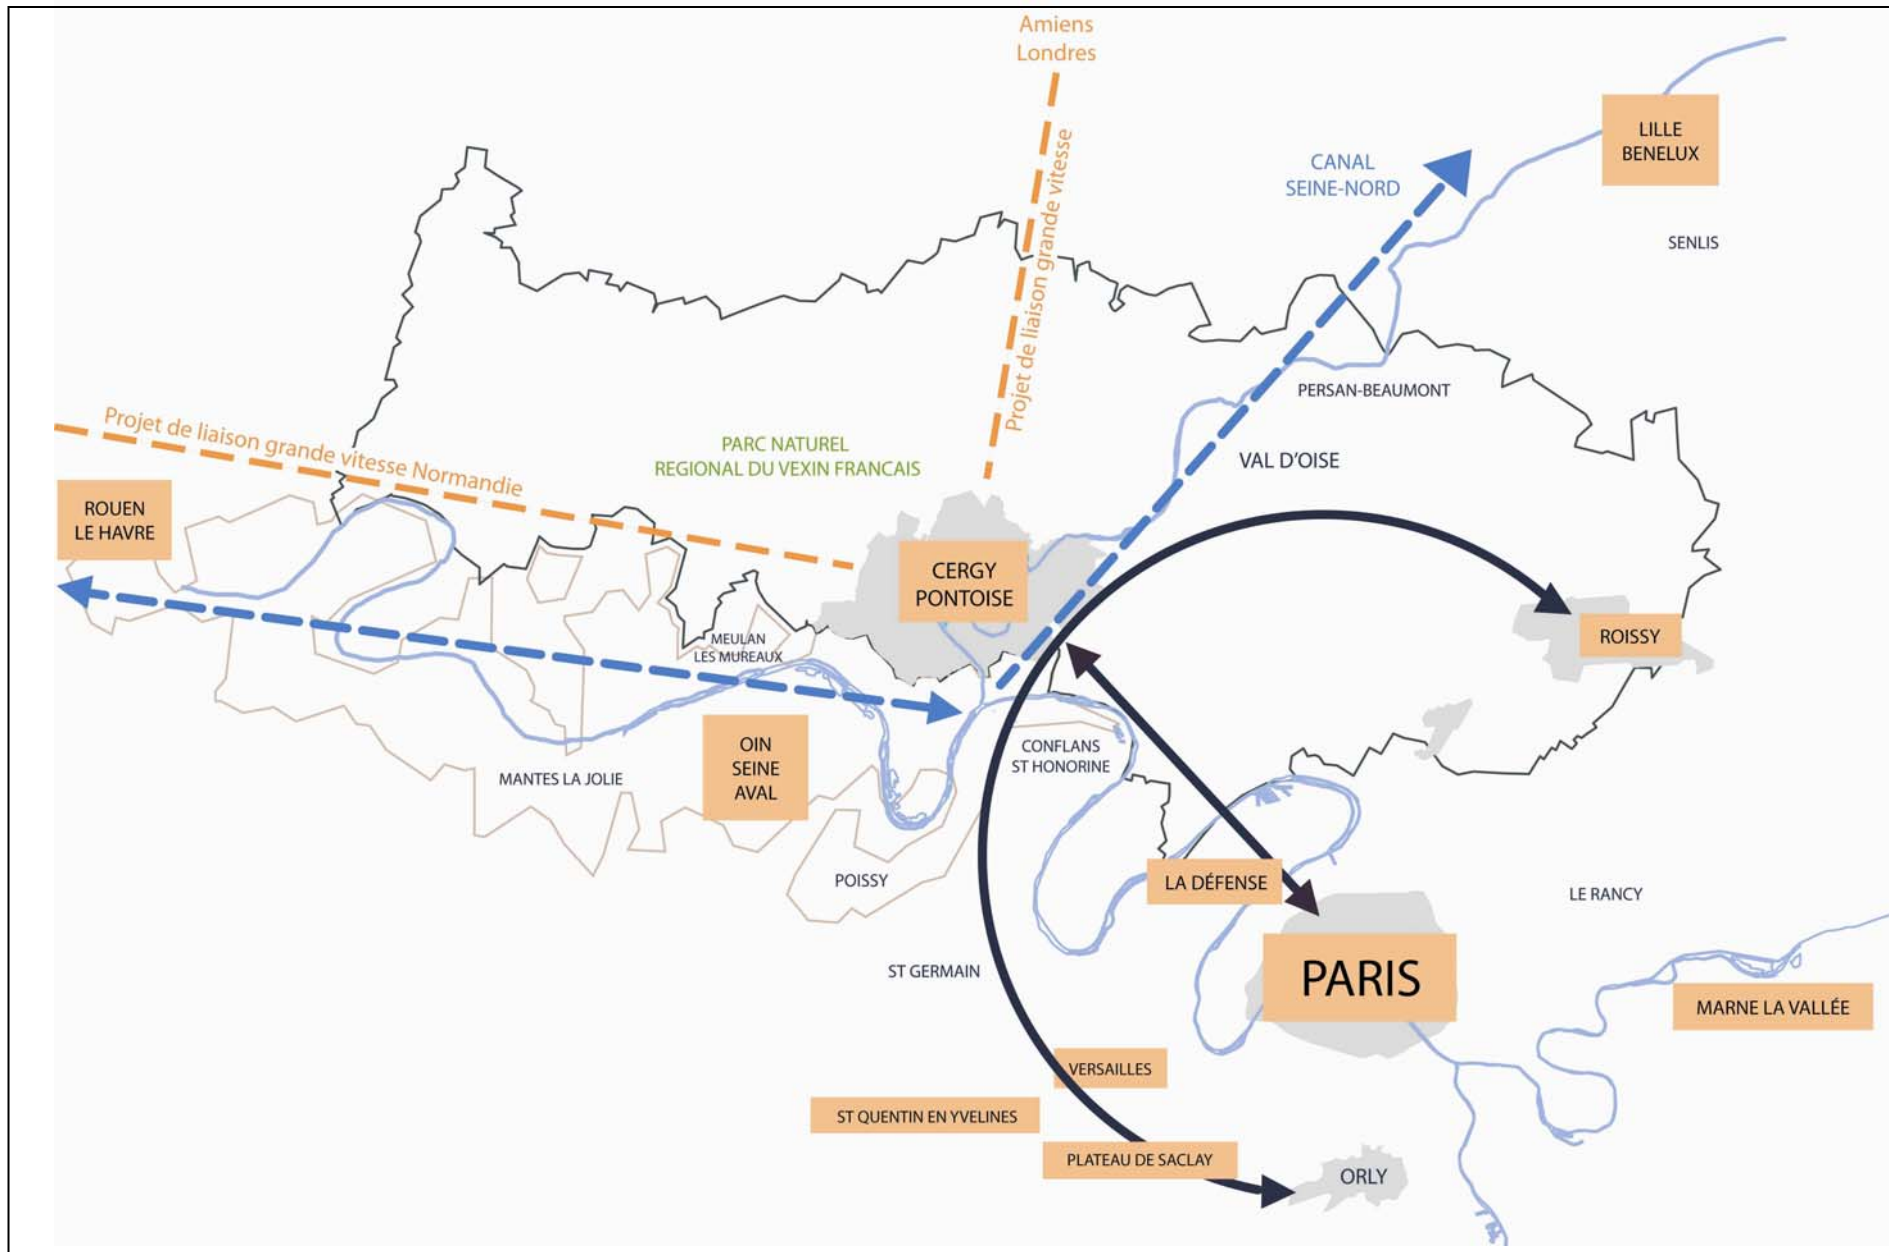 Amiens
Londres
Projet de liaison grande vitesse
LILLE
BENELUX
CANAL
SEINE-NORD
SENLIS
PERSAN-BEAUMONT
Projet de liaison grande vitesse Normandie
PARC NATUREL
REGIONAL DU VEXIN FRANCAIS
VAL D'OISE
ROUEN
LE HAVRE
CERGY
PONTOISE
ROISSY
MEULAN
LES MUREAUX
OIN
SEINE
AVAL
CONFLANS
ST HONORINE
MANTES LA JOLIE
POISSY
LA DÉFENSE
LE RANCY
ST GERMAIN
PARIS
MARNE LA VALLÉE
VERSAILLES
ST QUENTIN EN YVELINES
PLATEAU DE SACLAY
ORLY